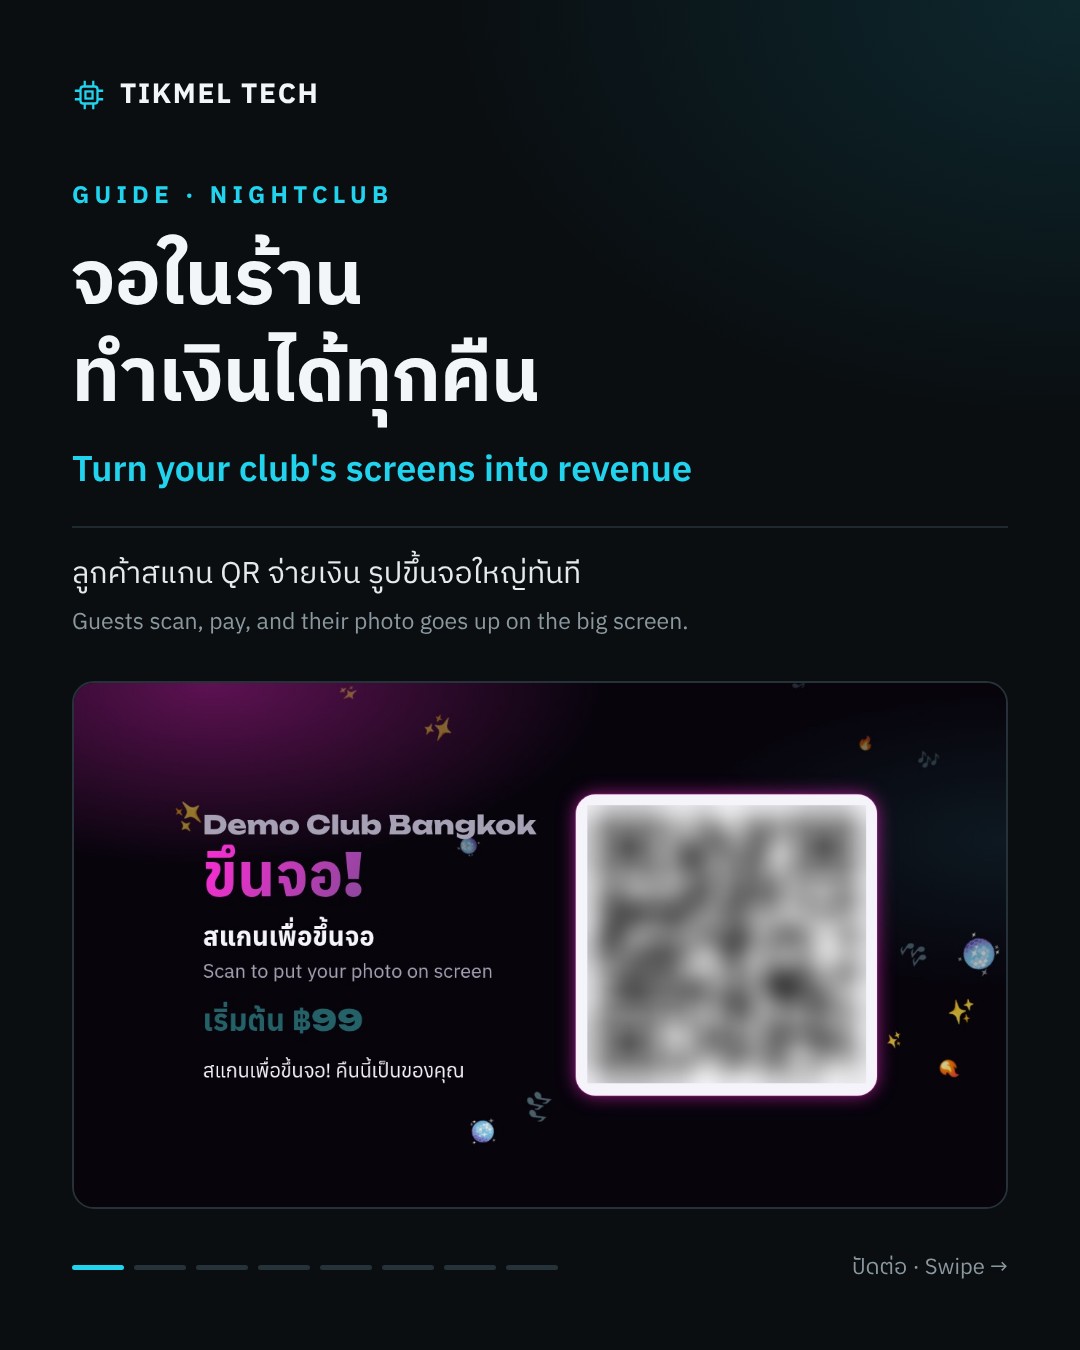 TIKMEL TECH
GUIDE · NIGHTCLUB
จอในร้าน
ทำเงินได้ทุกคืน
Turn your club's screens into revenue
ลูกค้าสแกน QR จ่ายเงิน รูปขึ้นจอใหญ่ทันที
Guests scan, pay, and their photo goes up on the big screen.
Demo Club Bangkok
ขึ้นจอ!
สแกนเพื่อขึ้นจอ
Scan to put your photo on screen
เริ่มต้น ฿99
สแกนเพื่อขึ้นจอ! คืนนี้เป็นของคุณ
ปัดต่อ · Swipe →